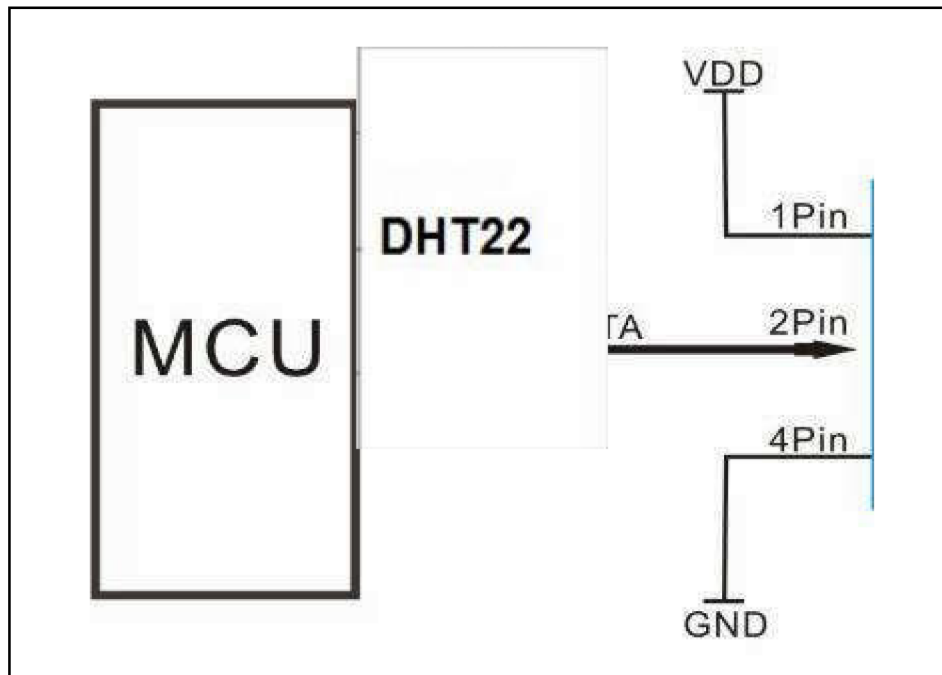 VDD
1Pin
DHT22
TA
2Pin
MCU
4Pin
GND